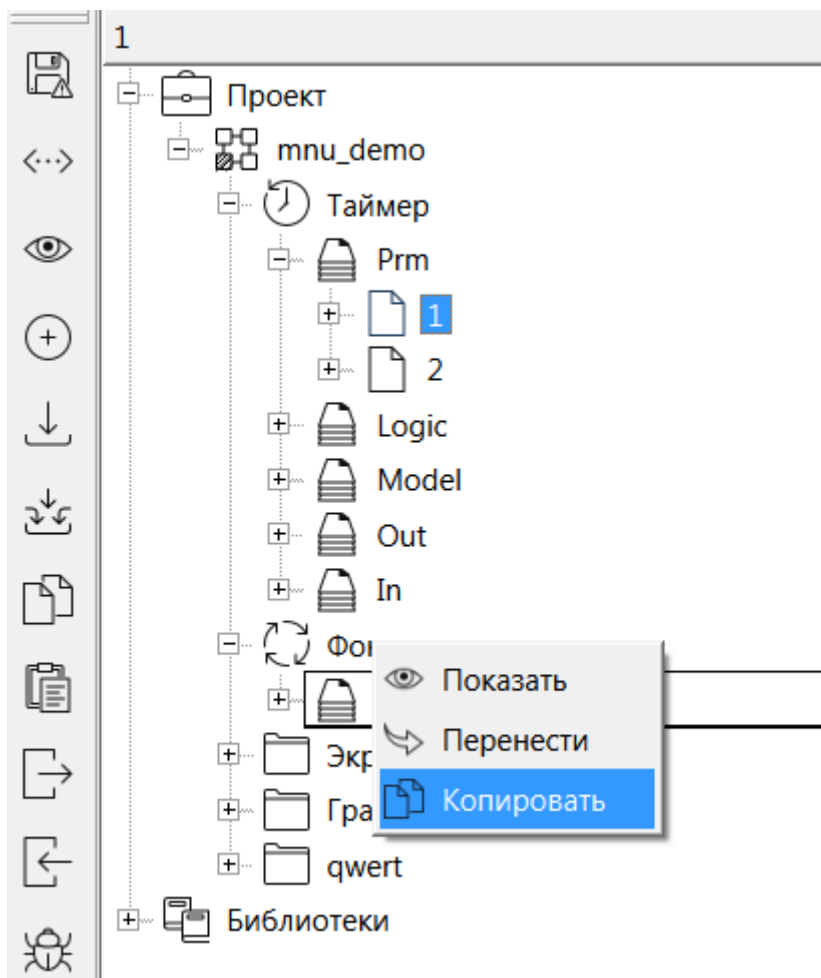 1
Проект
mnu_demo
Таймер
Prm
1
2
Logic
Model
Out
In
Показать
Перенести
Копировать
qwert
Библиотеки